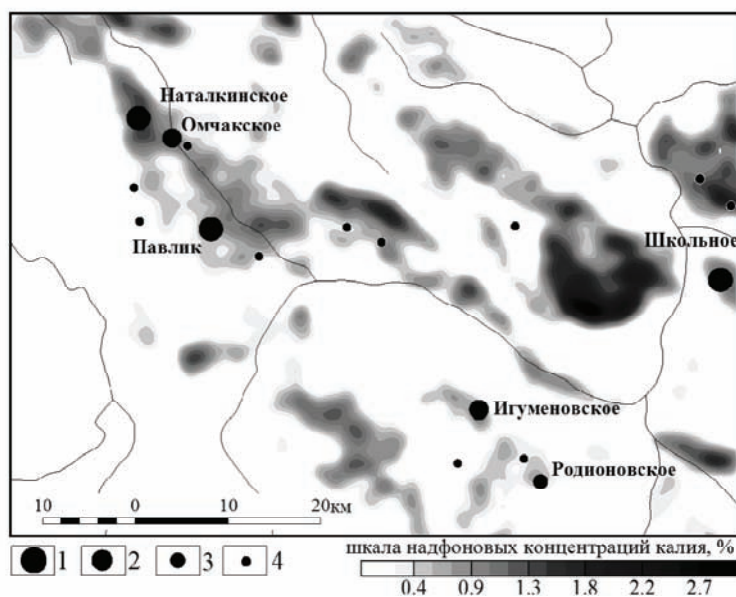 Наталкинское
Омчакское
Павлик
Школьное
Игуменовское
Родионовское
10 0 10 20км
1 2 3 4
шкала надфоновых концентраций калия, %
0.4 0.9 1.3 1.8 2.2 2.7